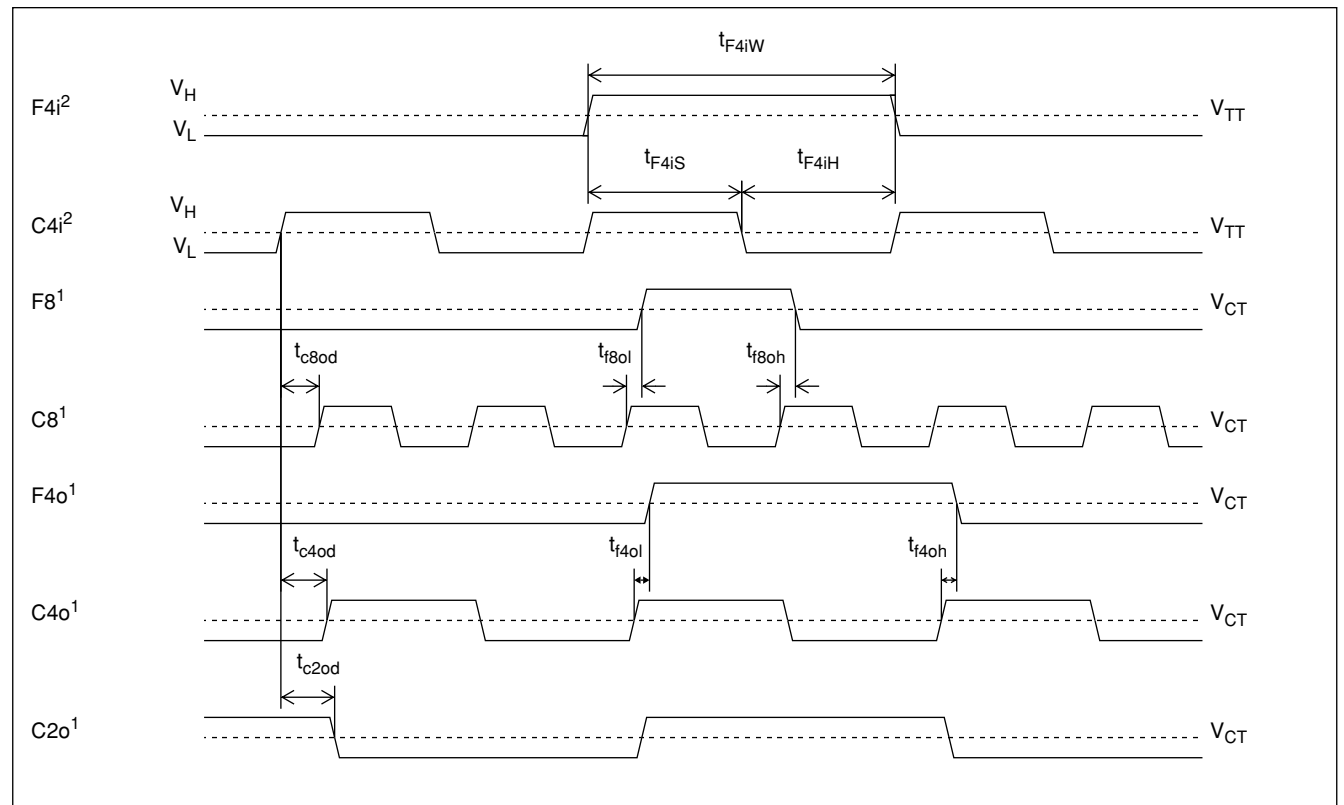 tF4iW
F4i2 VH VL VTT
tF4iS tF4iH
C4i2 VH VL VTT
F81 VCT
tc8od tf8ol tf8oh
C81 VCT
F4o1 VCT
tc4od tf4ol tf4oh
C4o1 VCT
tc2od
C2o1 VCT